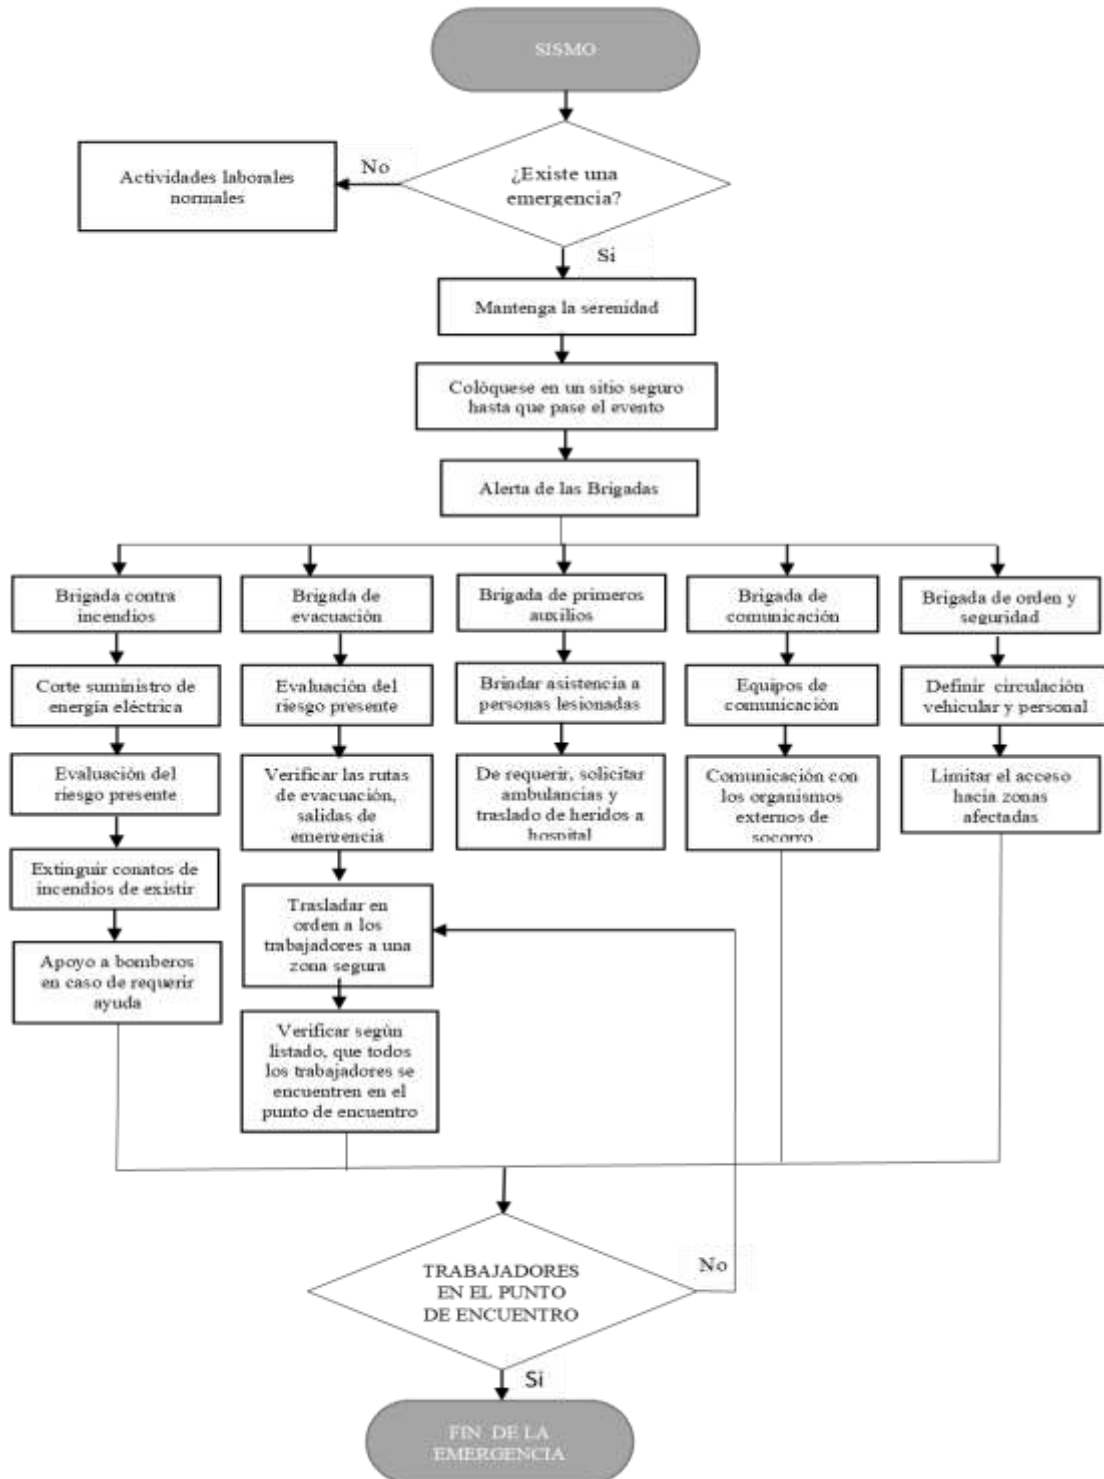 SISMO
¿Existe una
emergencia?
No
Actividades laborales
normales
Si
Mantenga la serenidad
Colóquese en un sitio seguro
hasta que pase el evento
Alerta de las Brigadas
Brigada contra
incendios
Brigada de
evacuación
Brigada de primeros
auxilios
Brigada de
comunicación
Brigada de orden y
seguridad
Corte suministro de
energía eléctrica
Evaluación del
riesgo presente
Brindar asistencia a
personas lesionadas
Equipos de
comunicación
Definir circulación
vehicular y personal
Evaluación del
riesgo presente
Verificar las rutas
de evacuación,
salidas de
emergencia
De requerir, solicitar
ambulancias y
traslado de heridos a
hospital
Comunicación con
los organismos
externos de
socorro
Limitar el acceso
hacia zonas
afectadas
Extinguir conatos de
incendios de existir
Trasladar en
orden a los
trabajadores a una
zona segura
Apoyo a bomberos
en caso de requerir
ayuda
Verificar según
listado, que todos
los trabajadores se
encuentren en el
punto de encuentro
TRABAJADORES
EN EL PUNTO
DE ENCUENTRO
No
Si
FIN DE LA
EMERGENCIA